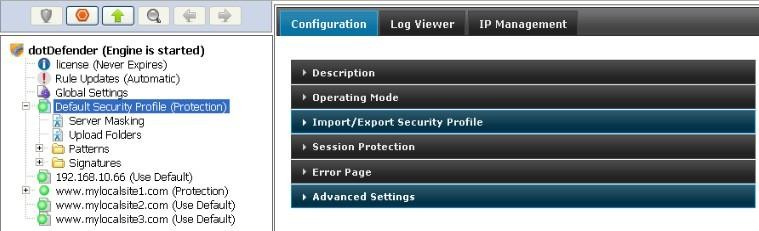 dotDefender (Engine is started)
license (Never Expires)
Rule Updates (Automatic)
Global Settings
Default Security Profile (Protection)
Server Masking
Upload Folders
Patterns
Signatures
192.168.10.66 (Use Default)
www.mylocalsite1.com (Protection)
www.mylocalsite2.com (Use Default)
www.mylocalsite3.com (Use Default)
Configuration
Log Viewer
IP Management
Description
Operating Mode
Import/Export Security Profile
Session Protection
Error Page
Advanced Settings